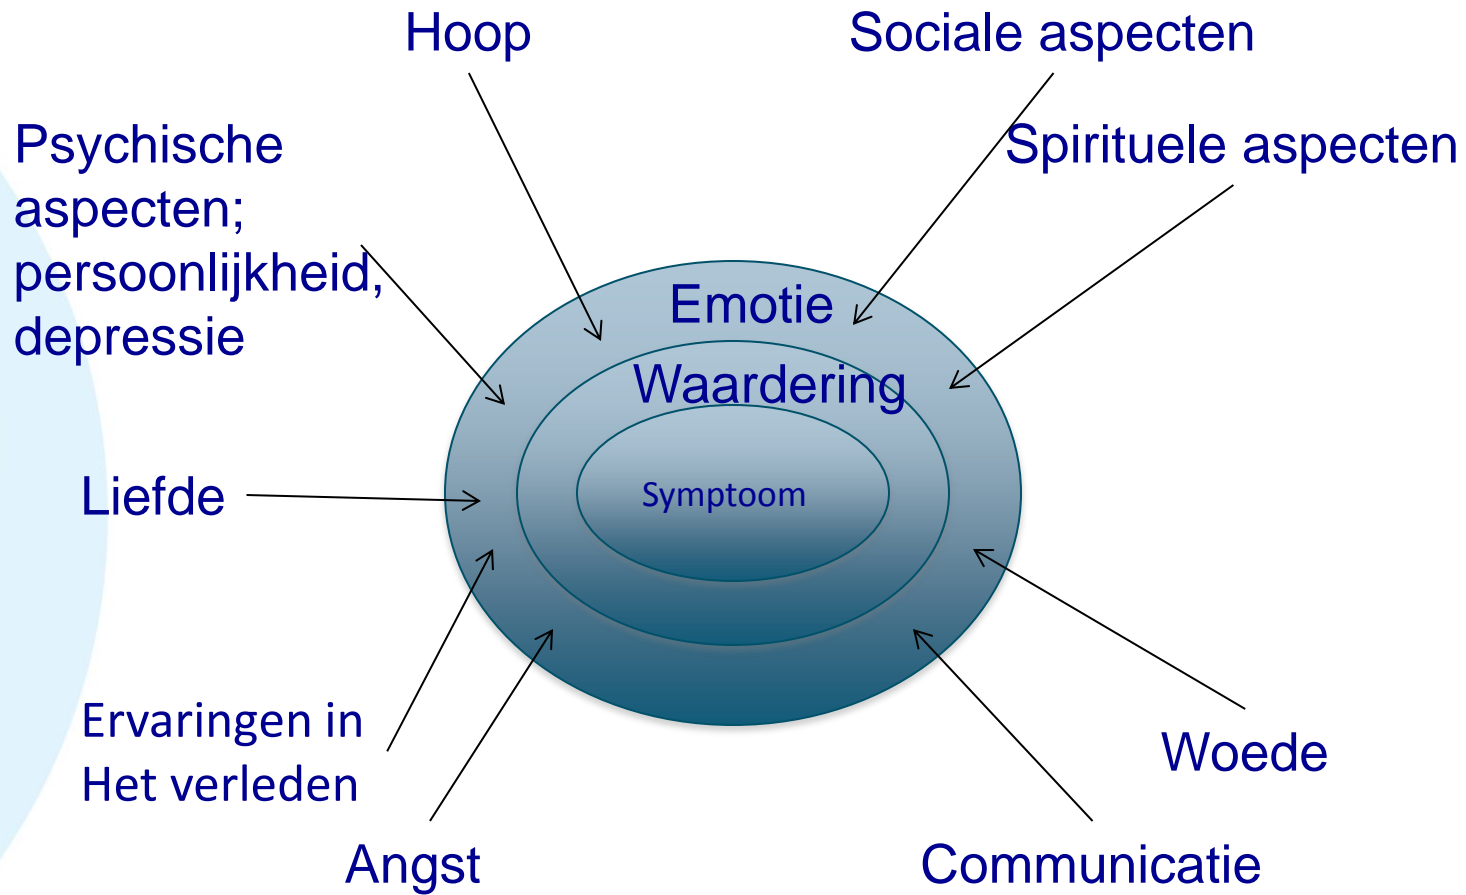 Hoop
Sociale aspecten
Psychische
aspecten;
persoonlijkheid,
depressie
Spirituele aspecten
Emotie
Waardering
Symptoom
Liefde
Ervaringen in
Het verleden
Woede
Angst
Communicatie